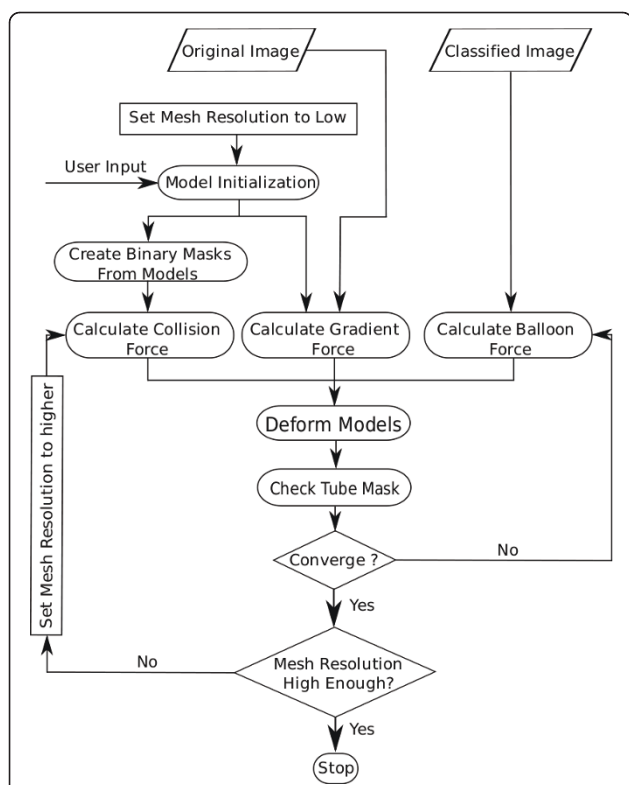 Original Image
Classified Image
Set Mesh Resolution to Low
User Input
Model Initialization
Create Binary Masks
From Models
Calculate Collision
Force
Calculate Gradient
Force
Calculate Balloon
Force
Set Mesh Resolution to higher
Deform Models
Check Tube Mask
Converge ?
No
Yes
Mesh Resolution
High Enough?
No
Yes
Stop